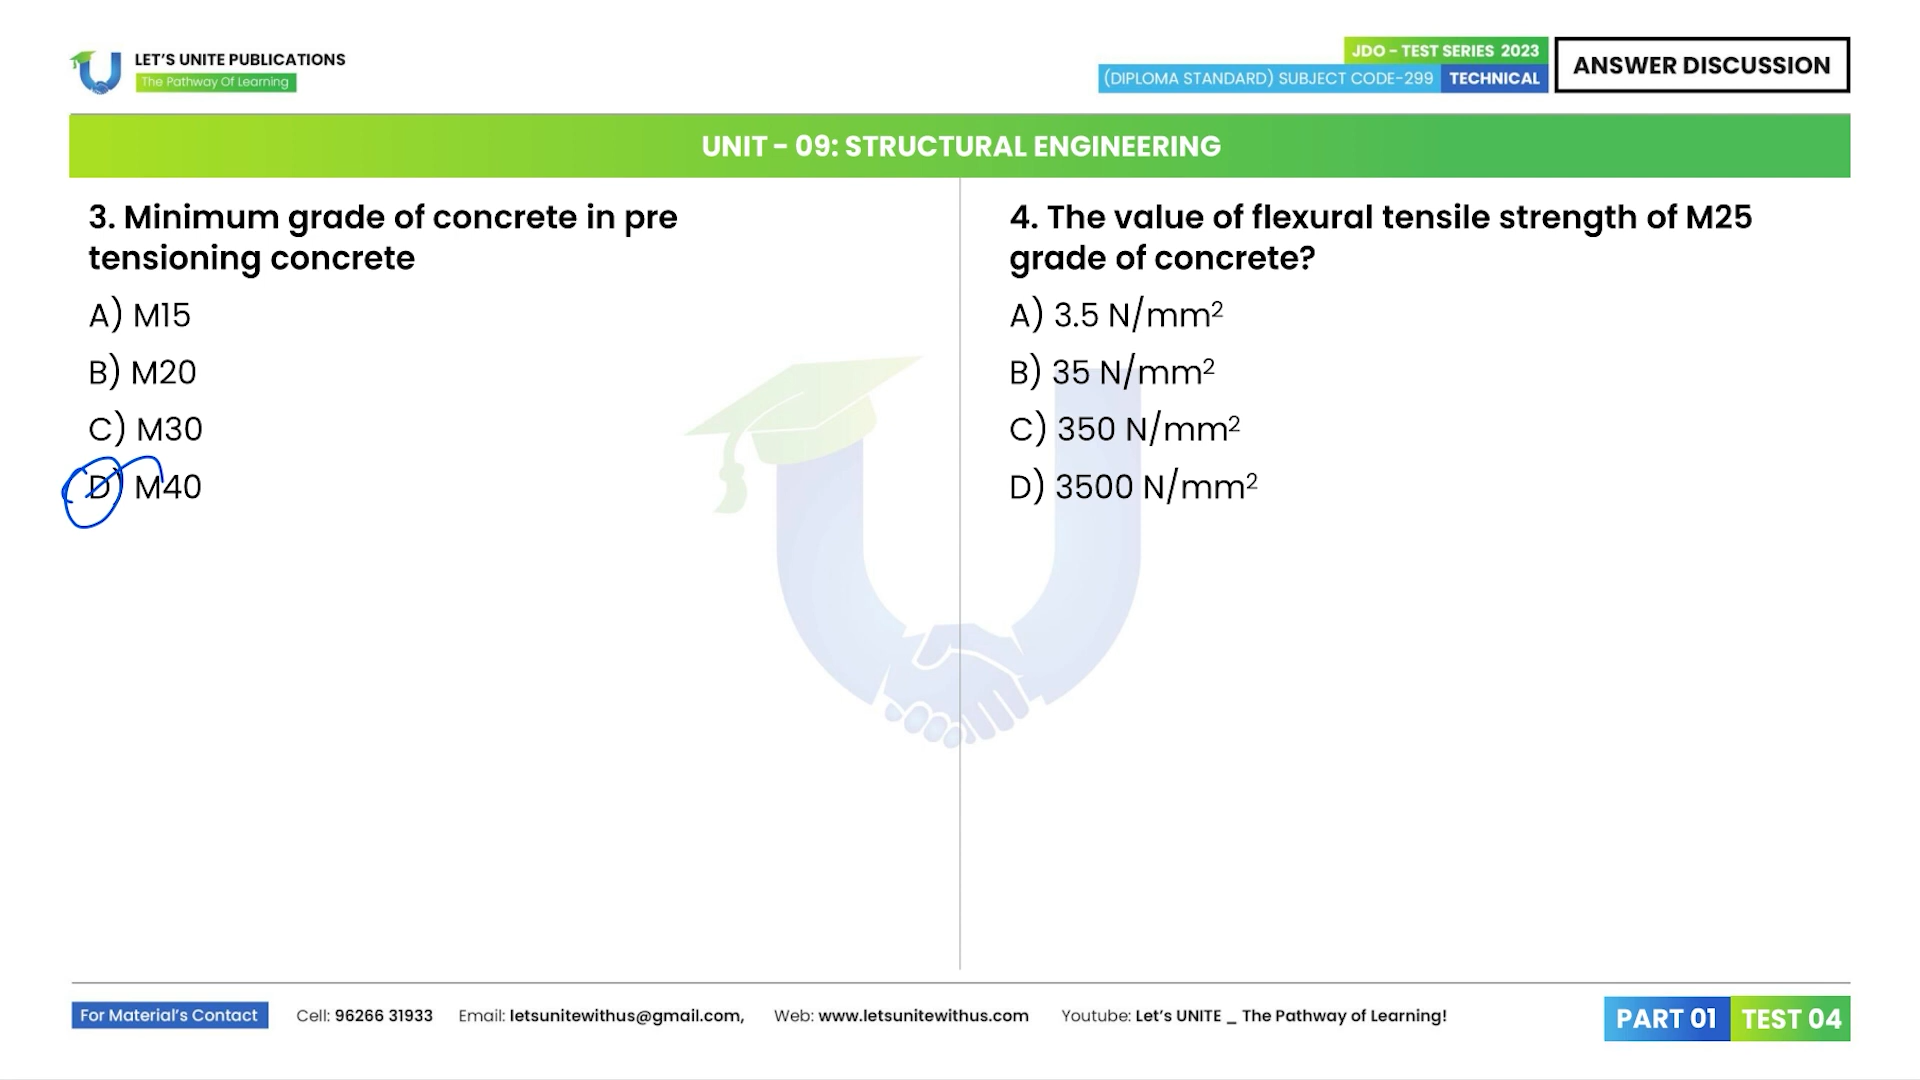 LET'S UNITE PUBLICATIONS
The Pathway Of Learning
JDO - TEST SERIES 2023
(DIPLOMA STANDARD) SUBJECT CODE-299 TECHNICAL
ANSWER DISCUSSION
UNIT - 09: STRUCTURAL ENGINEERING
3. Minimum grade of concrete in pre
tensioning concrete
A) M15
B) M20
C) M30
D) M40
4. The value of flexural tensile strength of M25
grade of concrete?
A) 3.5 N/mm²
B) 35 N/mm²
C) 350 N/mm²
D) 3500 N/mm²
For Material's Contact Cell: 96266 31933 Email: letsunitewithus@gmail.com, Web: www.letsunitewithus.com Youtube: Let's UNITE _ The Pathway of Learning!
PART 01 TEST 04